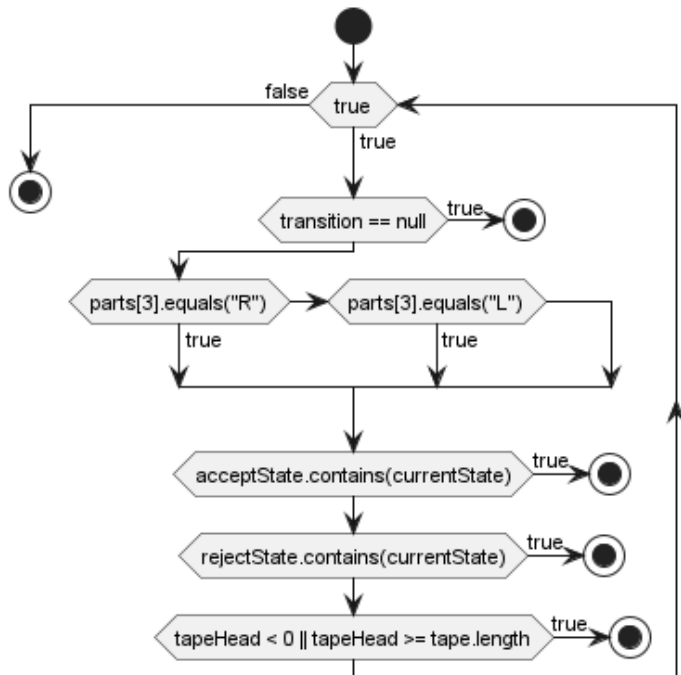 false
true
true
transition == null
true
parts[3].equals("R")
parts[3].equals("L")
true
true
acceptState.contains(currentState)
true
rejectState.contains(currentState)
true
tapeHead < 0 || tapeHead >= tape.length
true